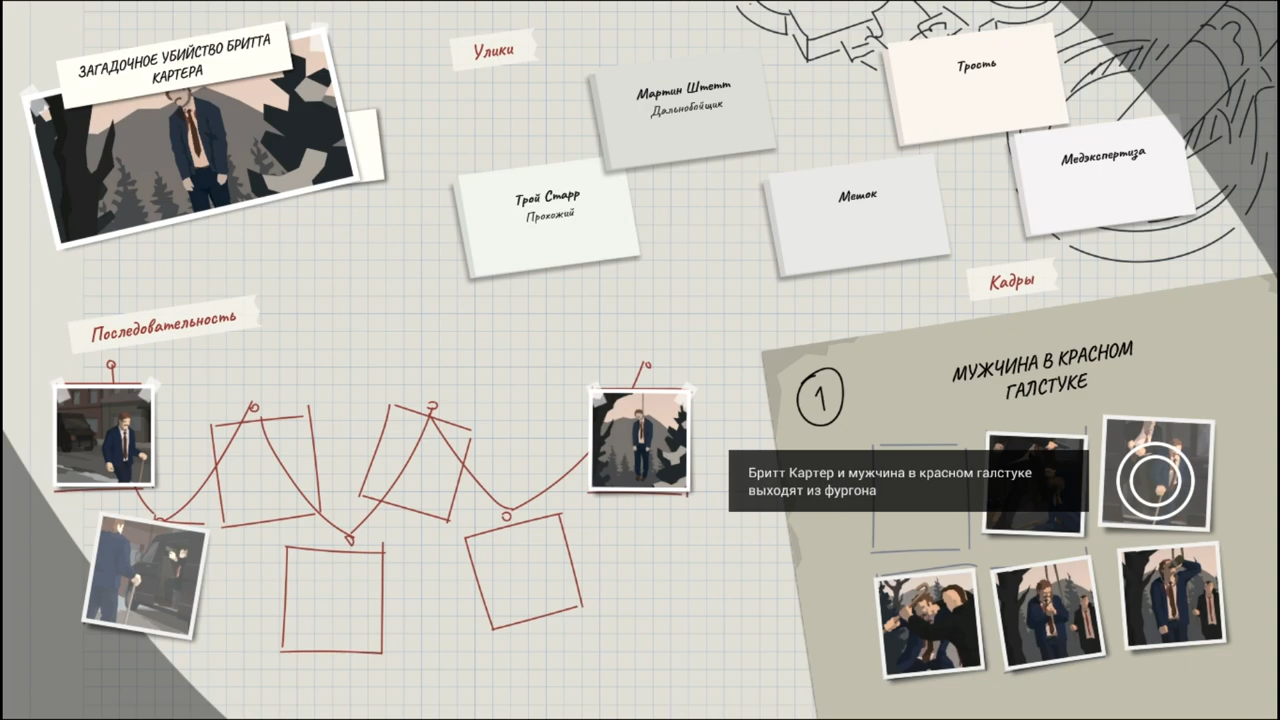 ЗАГАДОЧНОЕ УБИЙСТВО БРИТТА
КАРТЕРА
Улики
Мартин Штетт
Дальнобойщик
Трость
Трой Старр
Прохожий
Мешок
Медэкспертиза
Кадры
Последовательность
1
МУЖЧИНА В КРАСНОМ
ГАЛСТУКЕ
Бритт Картер и мужчина в красном галстуке
выходят из фургона